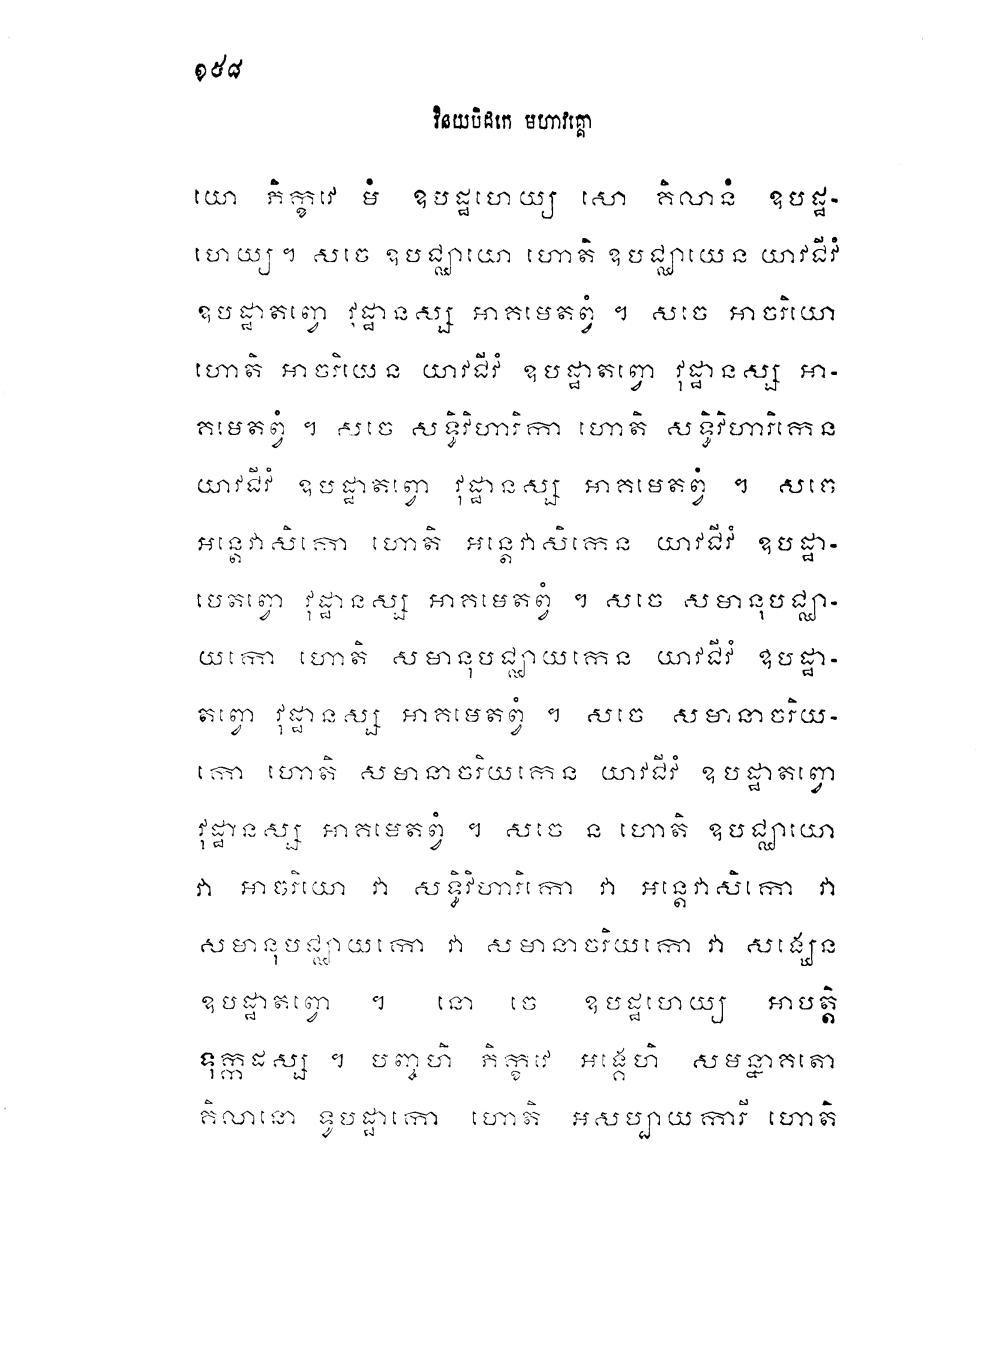 ១៥៨
វិនយបិដកេ មហាវគ្គោ
យោ ភិក្ខវេ មំ ឧបដ្ឋហេយ្យ សោ គិលានំ ឧបដ្ឋ-
ហេយ្យ។ សចេ ឧបជ្ឈាយោ ហោតិ ឧបជ្ឈាយេន យាវជីវំ
ឧបដ្ឋាតព្វោ វុដ្ឋានស្ស អាគមេតព្វំ ។ សចេ អាចរិយោ
ហោតិ អាចរិយេន យាវជីវំ ឧបដ្ឋាតព្វោ វុដ្ឋានស្ស អា-
គមេតព្វំ ។ សចេ សទ្ធិវិហារិកោ ហោតិ សទ្ធិវិហារិកេន
យាវជីវំ ឧបដ្ឋាតព្វោ វុដ្ឋានស្ស អាគមេតព្វំ ។ សចេ
អន្តេវាសិកោ ហោតិ អន្តេវាសិកេន យាវជីវំ ឧបដ្ឋា-
បេតព្វោ វុដ្ឋានស្ស អាគមេតព្វំ ។ សចេ សមានុបជ្ឈា-
យកោ ហោតិ សមានុបជ្ឈាយកេន យាវជីវំ ឧបដ្ឋា-
តព្វោ វុដ្ឋានស្ស អាគមេតព្វំ ។ សចេ សមានាចរិយ-
កោ ហោតិ សមានាចរិយកេន យាវជីវំ ឧបដ្ឋាតព្វោ
វុដ្ឋានស្ស អាគមេតព្វំ ។ សចេ ន ហោតិ ឧបជ្ឈាយោ
វា អាចរិយោ វា សទ្ធិវិហារិកោ វា អន្តេវាសិកោ វា
សមានុបជ្ឈាយកោ វា សមានាចរិយកោ វា សង្ឃេន
ឧបដ្ឋាតព្វោ ។ នោ ចេ ឧបដ្ឋហេយ្យ អាបត្តិ
ទុក្កដស្ស ។ បញ្ចហិ ភិក្ខវេ អង្គេហិ សមន្នាគតោ
គិលានោ ទូបដ្ឋាកោ ហោតិ អសប្បាយការី ហោតិ